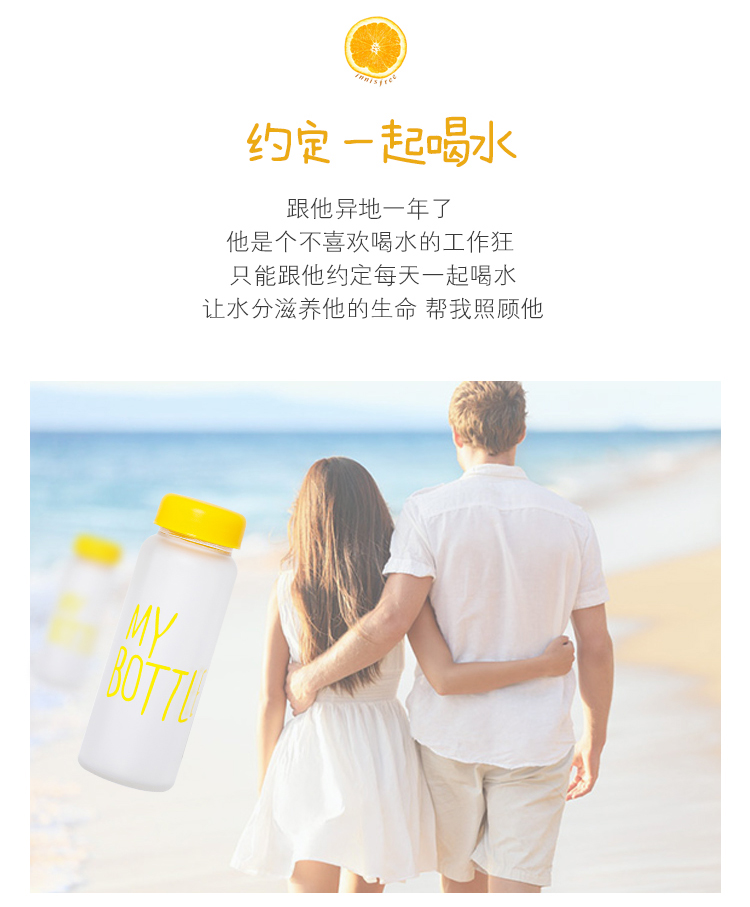 innisfree
约定一起喝水
跟他异地一年了
他是个不喜欢喝水的工作狂
只能跟他约定每天一起喝水
让水分滋养他的生命 帮我照顾他
MY
BOTTLE
MY
BOTTL